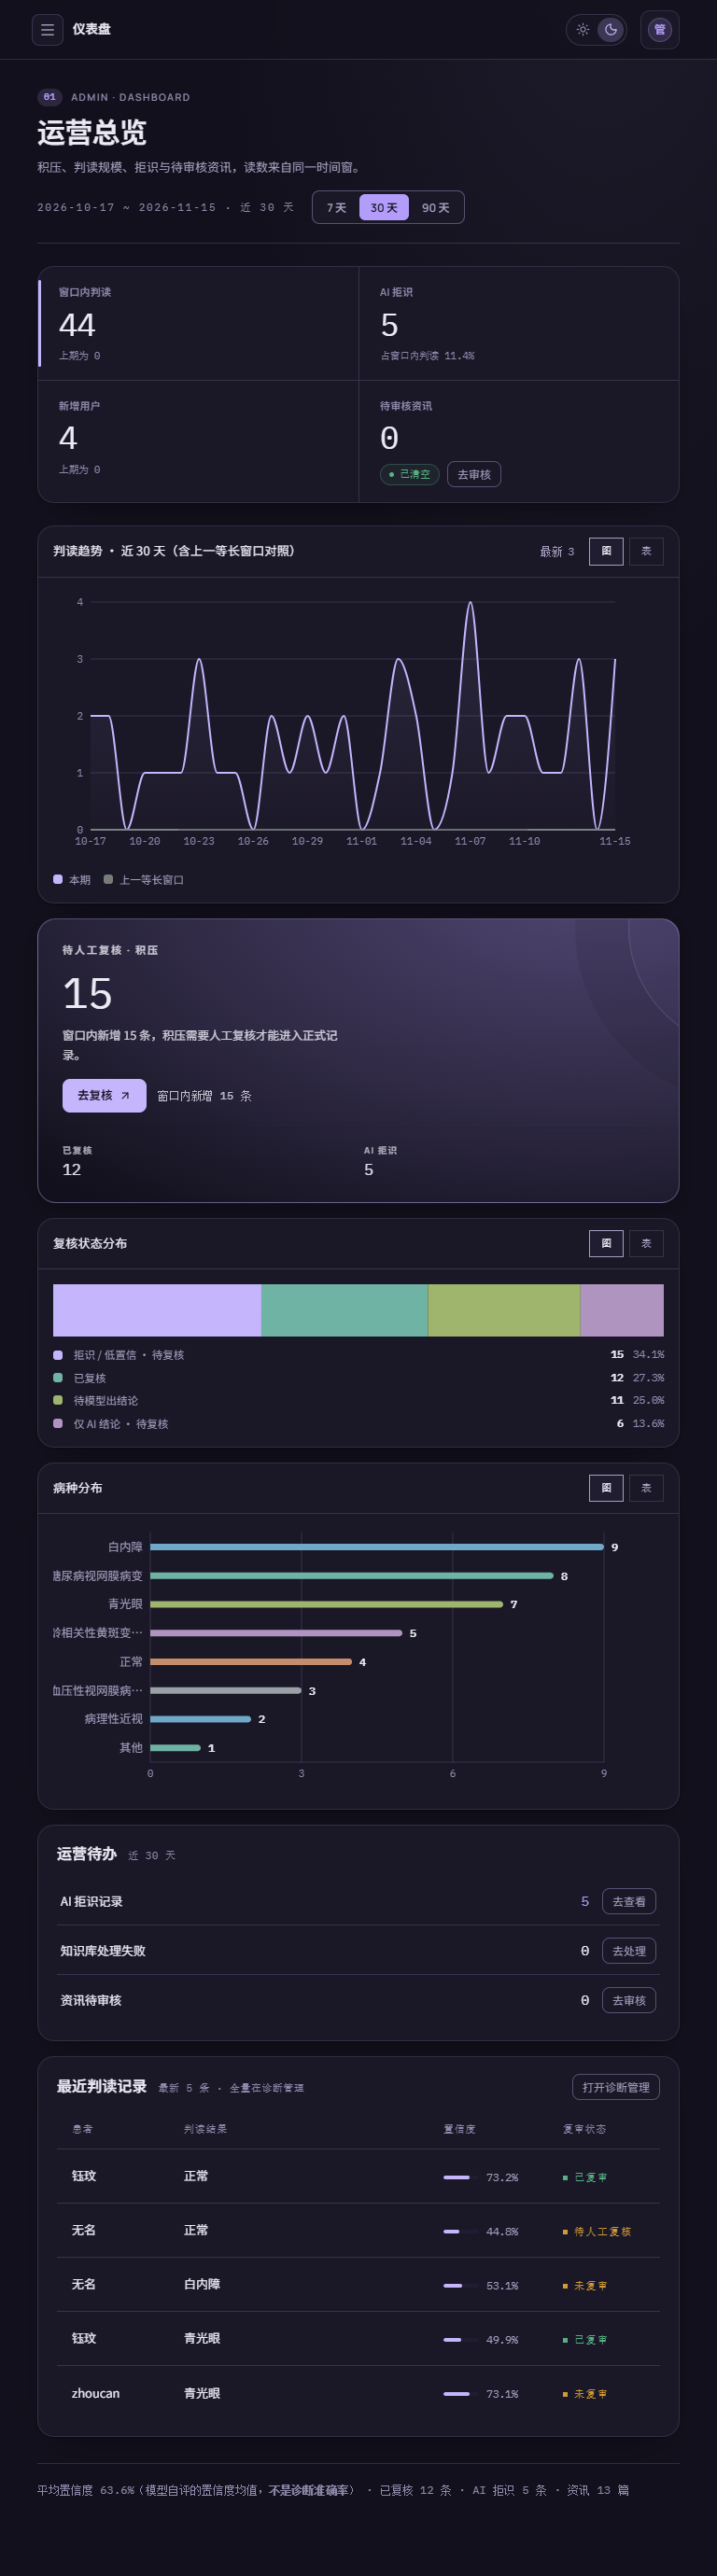 仪表盘
管
01 ADMIN · DASHBOARD
运营总览
积压、判读规模、拒识与待审核资讯，读数来自同一时间窗。
2026-10-17 ~ 2026-11-15 · 近 30 天
7 天 30 天 90 天
窗口内判读
44
上期为 0
AI 拒识
5
占窗口内判读 11.4%
新增用户
4
上期为 0
待审核资讯
0
已清空 去审核
判读趋势 · 近 30 天（含上一等长窗口对照）
最新 3 图 表
4
3
2
1
0
10-17 10-20 10-23 10-26 10-29 11-01 11-04 11-07 11-10 11-15
本期 上一等长窗口
待人工复核 · 积压
15
窗口内新增 15 条，积压需要人工复核才能进入正式记
录。
去复核 窗口内新增 15 条
已复核 AI 拒识
12 5
复核状态分布 图 表
拒识 / 低置信 · 待复核 15 34.1%
已复核 12 27.3%
待模型出结论 11 25.0%
仅 AI 结论 · 待复核 6 13.6%
病种分布 图 表
白内障 9
尿病视网膜病变 8
青光眼 7
相关性黄斑变… 5
正常 4
压性视网膜病… 3
病理性近视 2
其他 1
0 3 6 9
运营待办 近 30 天
AI 拒识记录 5 去查看
知识库处理失败 0 去处理
资讯待审核 0 去审核
最近判读记录 最新 5 条 · 全量在诊断管理 打开诊断管理
患者 判读结果 置信度 复审状态
钰玟 正常 73.2% 已复审
无名 正常 44.8% 待人工复核
无名 白内障 53.1% 未复审
钰玟 青光眼 49.9% 已复审
zhoucan 青光眼 73.1% 未复审
平均置信度 63.6%（模型自评的置信度均值，不是诊断准确率） · 已复核 12 条 · AI 拒识 5 条 · 资讯 13 篇